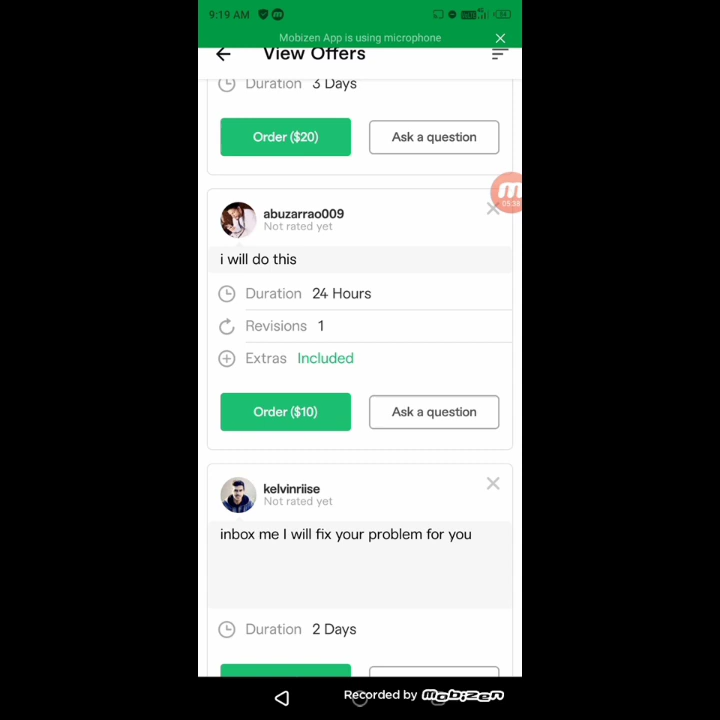 9:19 AM
Mobizen App is using microphone
View Offers
Duration 3 Days
Order ($20) Ask a question
05:38
abuzarrao009
Not rated yet
i will do this
Duration 24 Hours
Revisions 1
Extras Included
Order ($10) Ask a question
kelvinriise
Not rated yet
inbox me I will fix your problem for you
Duration 2 Days
Recorded by mobizen